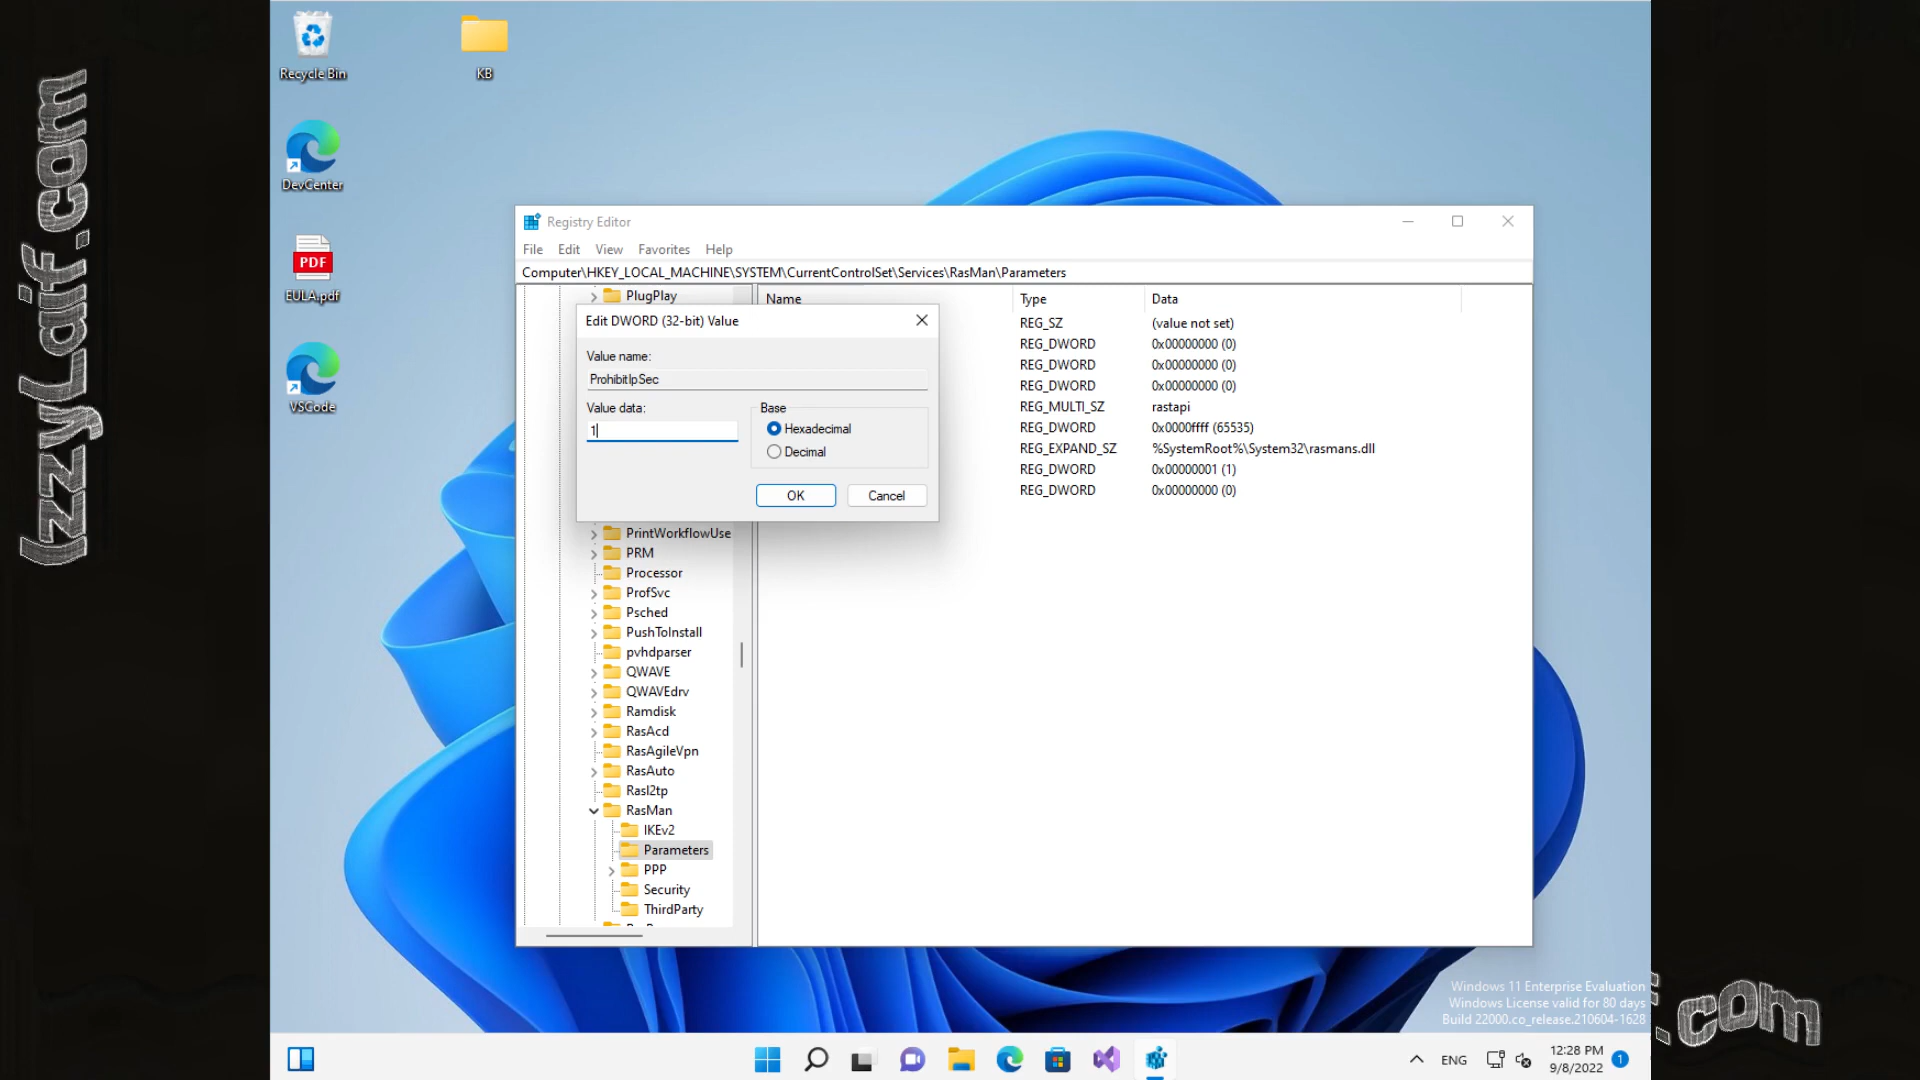 IzzyLaif.com
Recycle Bin
KB
DevCenter
PDF
EULA.pdf
VSCode
Registry Editor
File Edit View Favorites Help
Computer\HKEY_LOCAL_MACHINE\SYSTEM\CurrentControlSet\Services\RasMan\Parameters
PlugPlay
Name Type Data
REG_SZ (value not set)
REG_DWORD 0x00000000 (0)
REG_DWORD 0x00000000 (0)
REG_DWORD 0x00000000 (0)
REG_MULTI_SZ rastapi
REG_DWORD 0x0000ffff (65535)
REG_EXPAND_SZ %SystemRoot%\System32\rasmans.dll
REG_DWORD 0x00000001 (1)
REG_DWORD 0x00000000 (0)
Edit DWORD (32-bit) Value
Value name:
ProhibitIpSec
Value data:
1
Base
Hexadecimal
Decimal
OK Cancel
PrintWorkflowUse
PRM
Processor
ProfSvc
Psched
PushToInstall
pvhdparser
QWAVE
QWAVEdrv
Ramdisk
RasAcd
RasAgileVpn
RasAuto
Rasl2tp
RasMan
IKEv2
Parameters
PPP
Security
ThirdParty
Windows 11 Enterprise Evaluation
Windows License valid for 80 days
Build 22000.co_release.210604-1628
.com
ENG
12:28 PM
9/8/2022
1